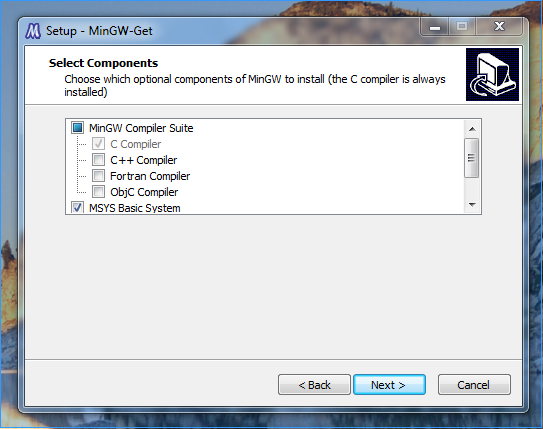 Setup - MinGW-Get
Select Components
Choose which optional components of MinGW to install (the C compiler is always
installed)
MinGW Compiler Suite
C Compiler
C++ Compiler
Fortran Compiler
ObjC Compiler
MSYS Basic System
< Back
Next >
Cancel